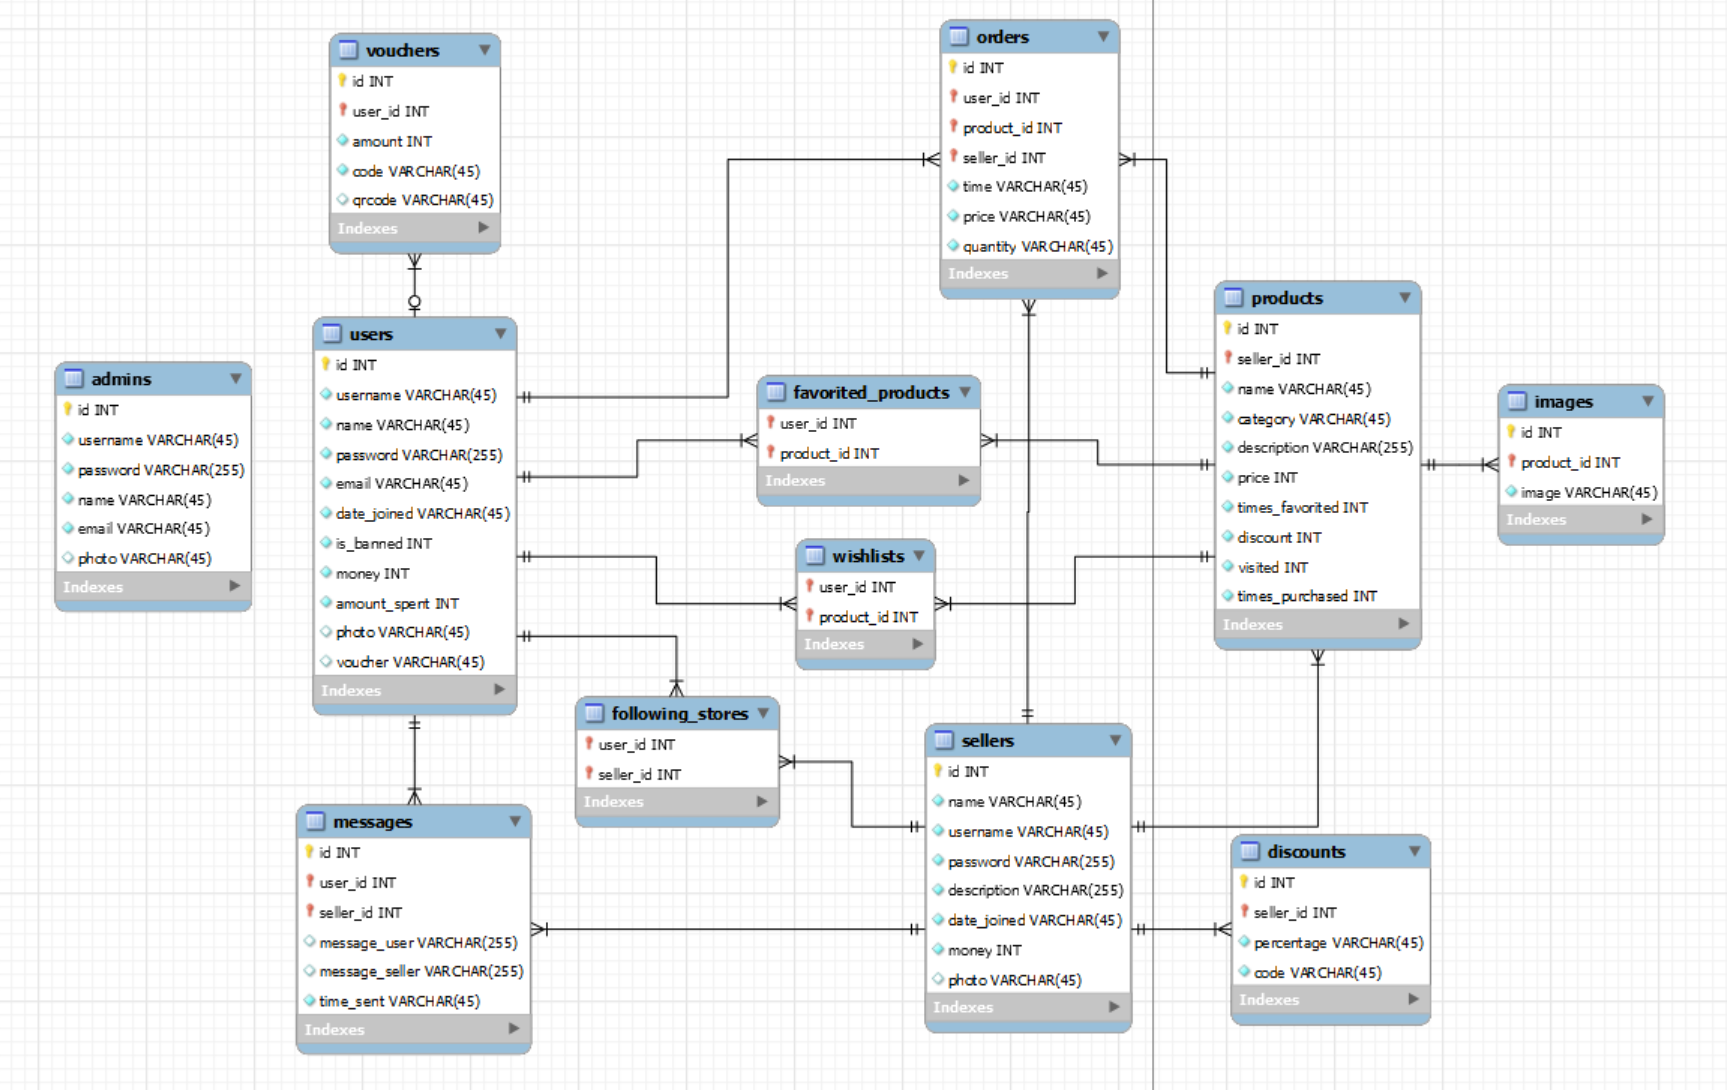 vouchers
id INT
user_id INT
amount INT
code VARCHAR(45)
qrcode VARCHAR(45)
Indexes
orders
id INT
user_id INT
product_id INT
seller_id INT
time VARCHAR(45)
price VARCHAR(45)
quantity VARCHAR(45)
Indexes
admins
id INT
username VARCHAR(45)
password VARCHAR(255)
name VARCHAR(45)
email VARCHAR(45)
photo VARCHAR(45)
Indexes
users
id INT
username VARCHAR(45)
name VARCHAR(45)
password VARCHAR(255)
email VARCHAR(45)
date_joined VARCHAR(45)
is_banned INT
money INT
amount_spent INT
photo VARCHAR(45)
voucher VARCHAR(45)
Indexes
favorited_products
user_id INT
product_id INT
Indexes
products
id INT
seller_id INT
name VARCHAR(45)
category VARCHAR(45)
description VARCHAR(255)
price INT
times_favorited INT
discount INT
visited INT
times_purchased INT
Indexes
images
id INT
product_id INT
image VARCHAR(45)
Indexes
wishlists
user_id INT
product_id INT
Indexes
following_stores
user_id INT
seller_id INT
Indexes
sellers
id INT
name VARCHAR(45)
username VARCHAR(45)
password VARCHAR(255)
description VARCHAR(255)
date_joined VARCHAR(45)
money INT
photo VARCHAR(45)
Indexes
messages
id INT
user_id INT
seller_id INT
message_user VARCHAR(255)
message_seller VARCHAR(255)
time_sent VARCHAR(45)
Indexes
discounts
id INT
seller_id INT
percentage VARCHAR(45)
code VARCHAR(45)
Indexes